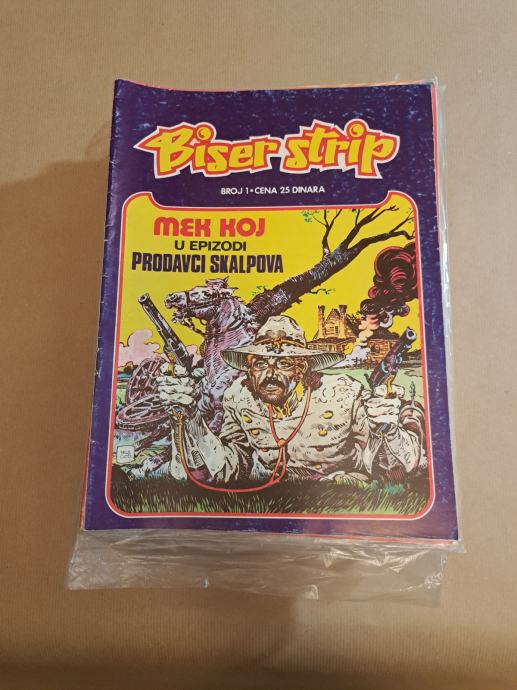 Biser strip
BROJ 1 • CENA 25 DINARA
MEK KOJ
U EPIZODI
PRODAVCI SKALPOVA